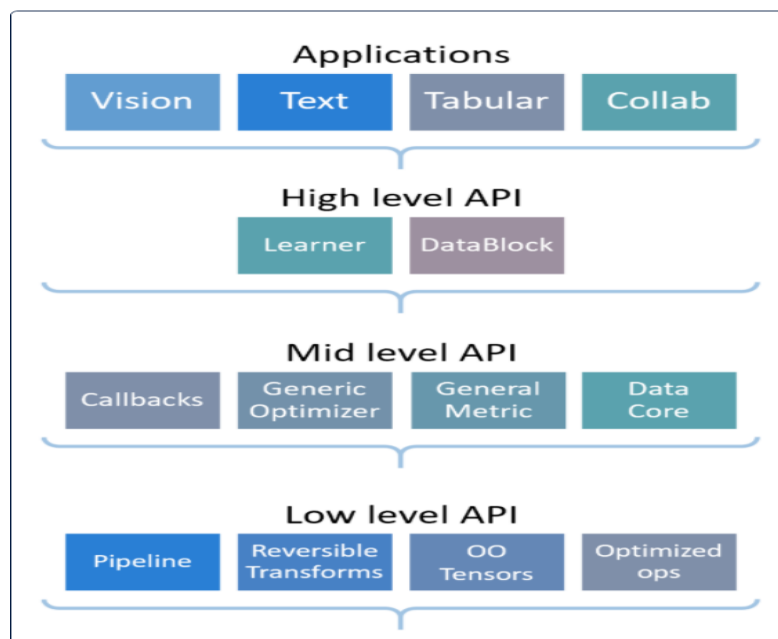 Applications
Vision Text Tabular Collab
High level API
Learner DataBlock
Mid level API
Callbacks
Generic
Optimizer
General
Metric
Data
Core
Low level API
Pipeline
Reversible
Transforms
OO
Tensors
Optimized
ops